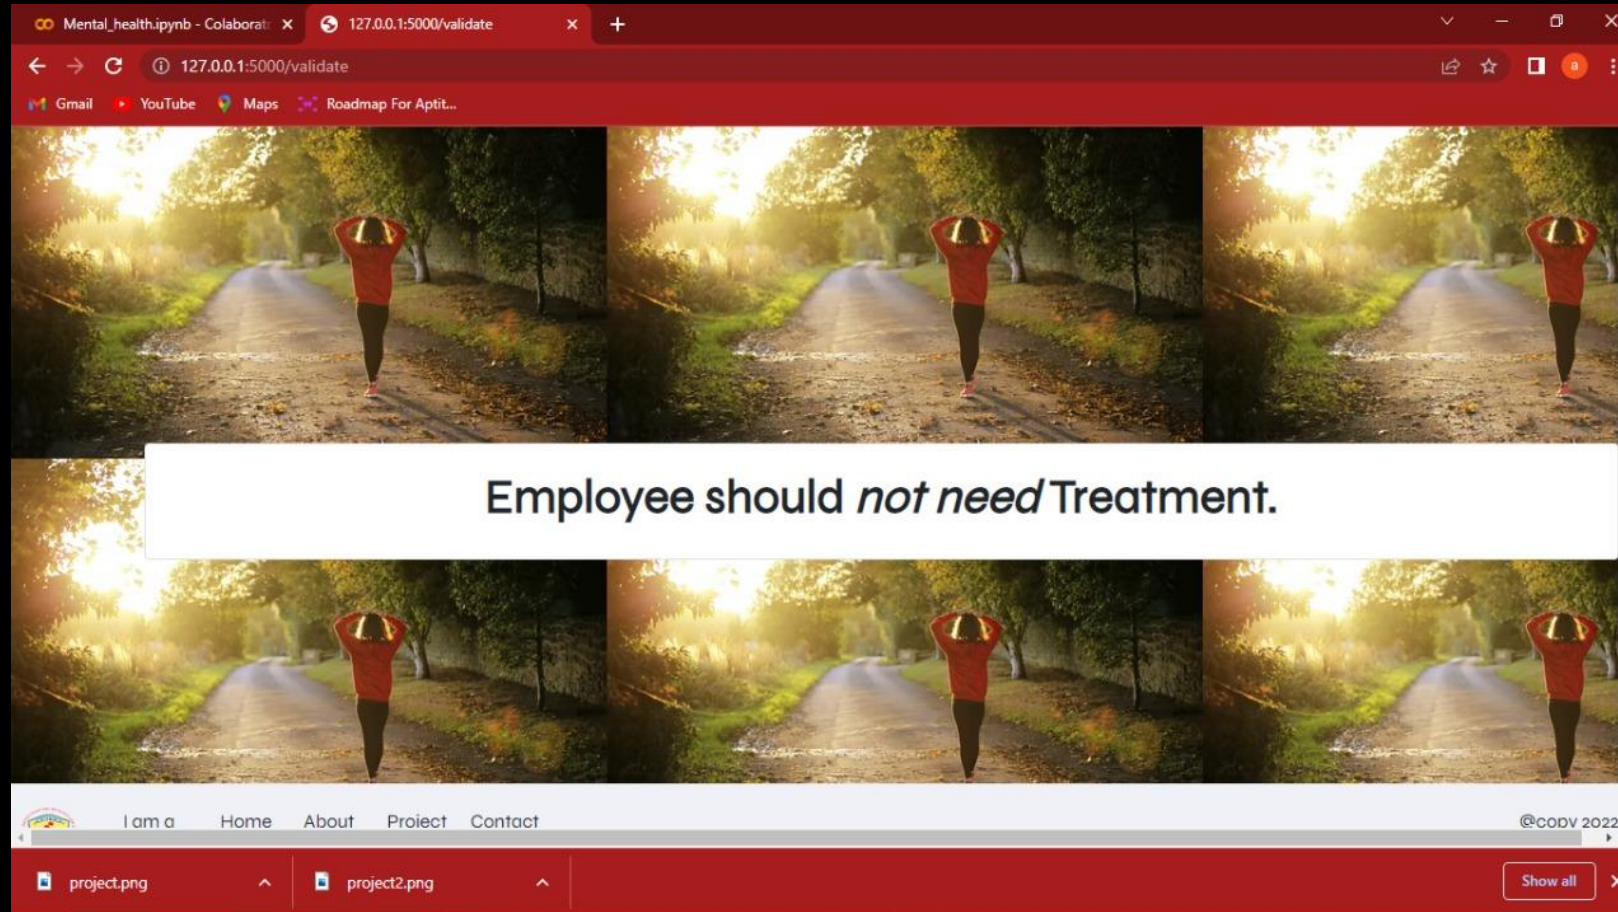 Mental_health.ipynb - Colaborat
127.0.0.1:5000/validate
127.0.0.1:5000/validate
a
Gmail YouTube Maps Roadmap For Aptit...
Employee should not need Treatment.
I am a Home About Project Contact @copy 2022
project.png project2.png Show all